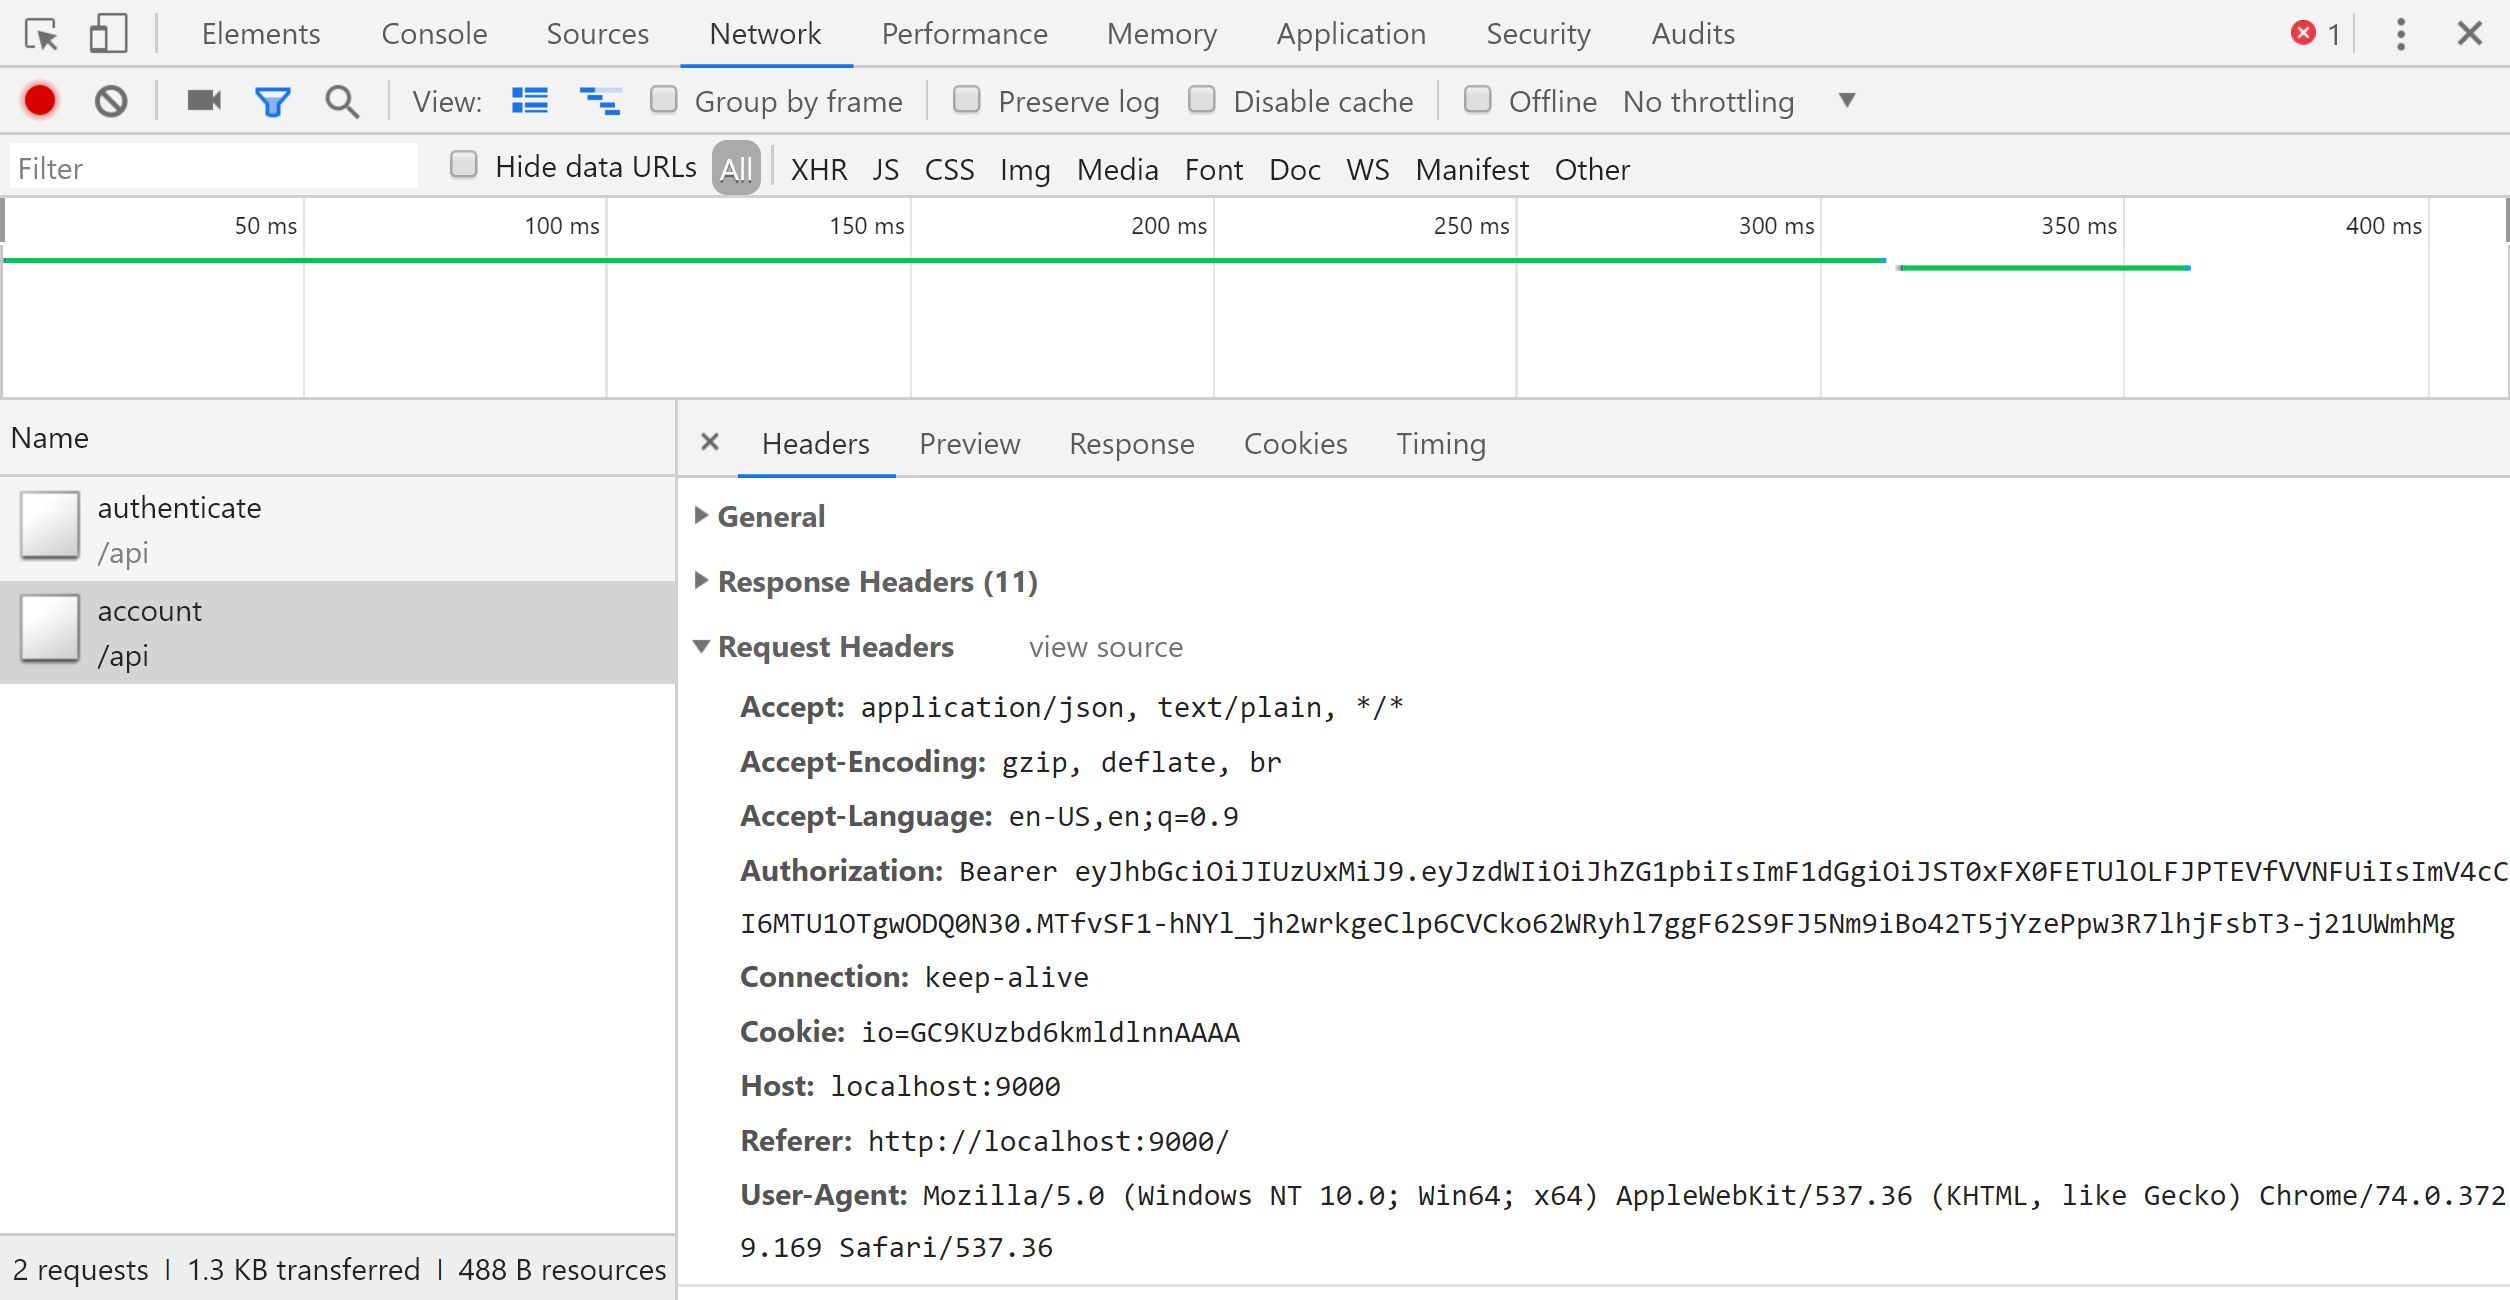 Elements Console Sources Network Performance Memory Application Security Audits 1
View: Group by frame Preserve log Disable cache Offline No throttling
Filter Hide data URLs All XHR JS CSS Img Media Font Doc WS Manifest Other
50 ms 100 ms 150 ms 200 ms 250 ms 300 ms 350 ms 400 ms
Name
authenticate
/api
account
/api
2 requests | 1.3 KB transferred | 488 B resources
Headers Preview Response Cookies Timing
General
Response Headers (11)
Request Headers view source
Accept: application/json, text/plain, */*
Accept-Encoding: gzip, deflate, br
Accept-Language: en-US,en;q=0.9
Authorization: Bearer eyJhbGciOiJIUzUxMiJ9.eyJzdWIiOiJhZG1pbiIsImF1dGgiOiJST0xFX0FETUlOLFJPTEVfVVNFUiIsImV4cC
I6MTU1OTgwODQ0N30.MTfvSF1-hNYl_jh2wrkgeClp6CVCko62WRyhl7ggF62S9FJ5Nm9iBo42T5jYzePpw3R7lhjFsbT3-j21UWmhMg
Connection: keep-alive
Cookie: io=GC9KUzbd6kmldlnnAAAA
Host: localhost:9000
Referer: http://localhost:9000/
User-Agent: Mozilla/5.0 (Windows NT 10.0; Win64; x64) AppleWebKit/537.36 (KHTML, like Gecko) Chrome/74.0.372
9.169 Safari/537.36